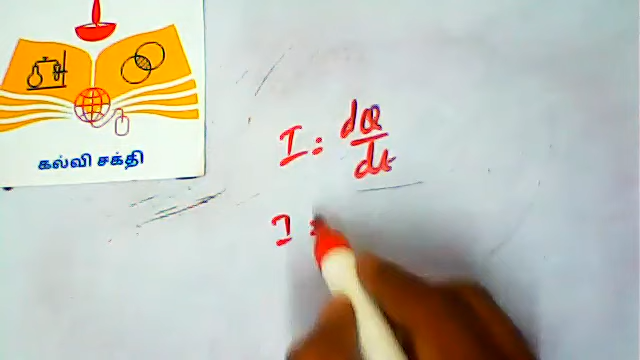 கல்வி சக்தி
I = dQ/dt
I =